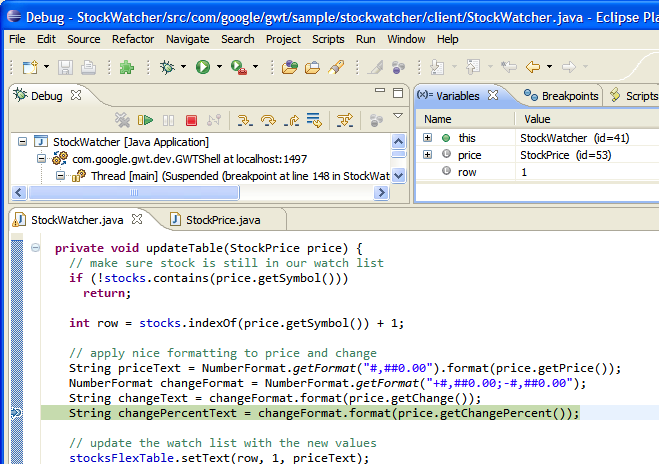 Debug - StockWatcher/src/com/google/gwt/sample/stockwatcher/client/StockWatcher.java - Eclipse Pla
File Edit Source Refactor Navigate Search Project Scripts Run Window Help
Debug
Variables Breakpoints Scripts
StockWatcher [Java Application]
com.google.gwt.dev.GWTShell at localhost:1497
Thread [main] (Suspended (breakpoint at line 148 in StockWat
Name Value
this StockWatcher (id=41)
price StockPrice (id=53)
row 1
StockWatcher.java StockPrice.java
private void updateTable(StockPrice price) {
// make sure stock is still in our watch list
if (!stocks.contains(price.getSymbol()))
return;
int row = stocks.indexOf(price.getSymbol()) + 1;
// apply nice formatting to price and change
String priceText = NumberFormat.getFormat("#,##0.00").format(price.getPrice());
NumberFormat changeFormat = NumberFormat.getFormat("+#,##0.00;-#,##0.00");
String changeText = changeFormat.format(price.getChange());
String changePercentText = changeFormat.format(price.getChangePercent());
// update the watch list with the new values
stocksFlexTable.setText(row, 1, priceText);